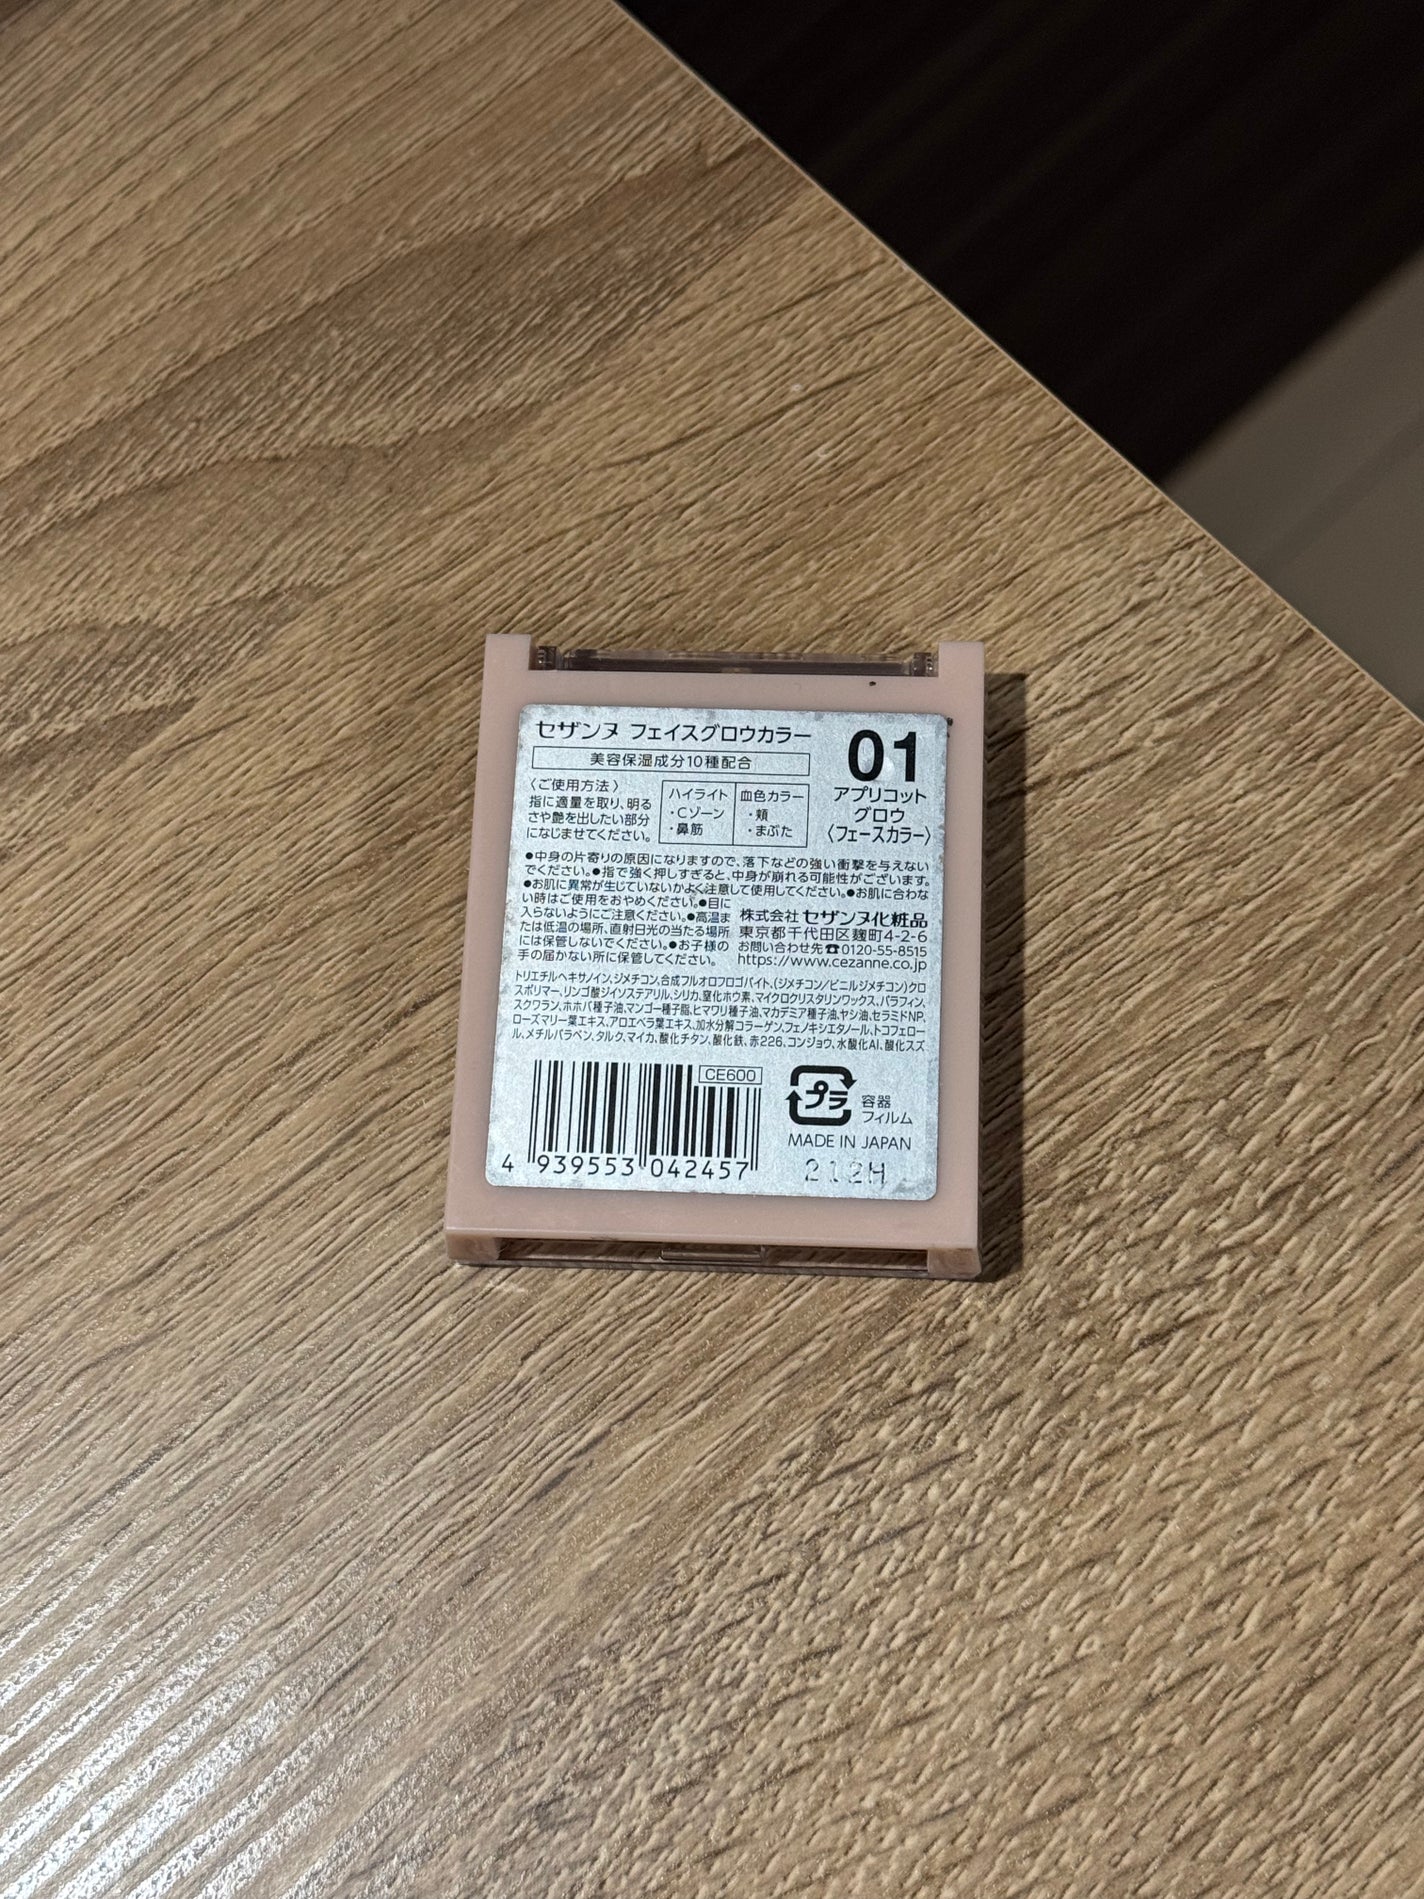 セザンヌ フェイスグロウカラー
美容保湿成分10種配合
01
アプリコット
グロウ
〈フェースカラー〉
〈ご使用方法〉
指に適量を取り、明る
さや艶を出したい部分
になじませてください。
ハイライト
・Cゾーン
・鼻筋
血色カラー
・頬
・まぶた
●中身の片寄りの原因になりますので、落下などの強い衝撃を与えない
でください。●指で強く押しすぎると、中身が崩れる可能性がございます。
●お肌に異常が生じていないかよく注意して使用してください。●お肌に合わな
い時はご使用をおやめください。●目に
入らないようにご注意ください。●高温ま
たは低温の場所、直射日光の当たる場所
には保管しないでください。●お子様の
手の届かない所に保管してください。
株式会社 セザンヌ化粧品
東京都千代田区麹町4-2-6
お問い合わせ先☎0120-55-8515
https://www.cezanne.co.jp
トリエチルヘキサノイン、ジメチコン、合成フルオロフロゴパイト、(ジメチコン/ビニルジメチコン)クロ
スポリマー、リンゴ酸ジイソステアリル、シリカ、窒化ホウ素、マイクロクリスタリンワックス、パラフィン、
スクワラン、ホホバ種子油、マンゴー種子脂、ヒマワリ種子油、マカデミア種子油、ヤシ油、セラミドNP、
ローズマリー葉エキス、アロエベラ葉エキス、加水分解コラーゲン、フェノキシエタノール、トコフェロー
ル、メチルパラベン、タルク、マイカ、酸化チタン、酸化鉄、赤226、コンジョウ、水酸化Al、酸化スズ
CE600
4 939553 042457
プラ
容器
フィルム
MADE IN JAPAN
212H